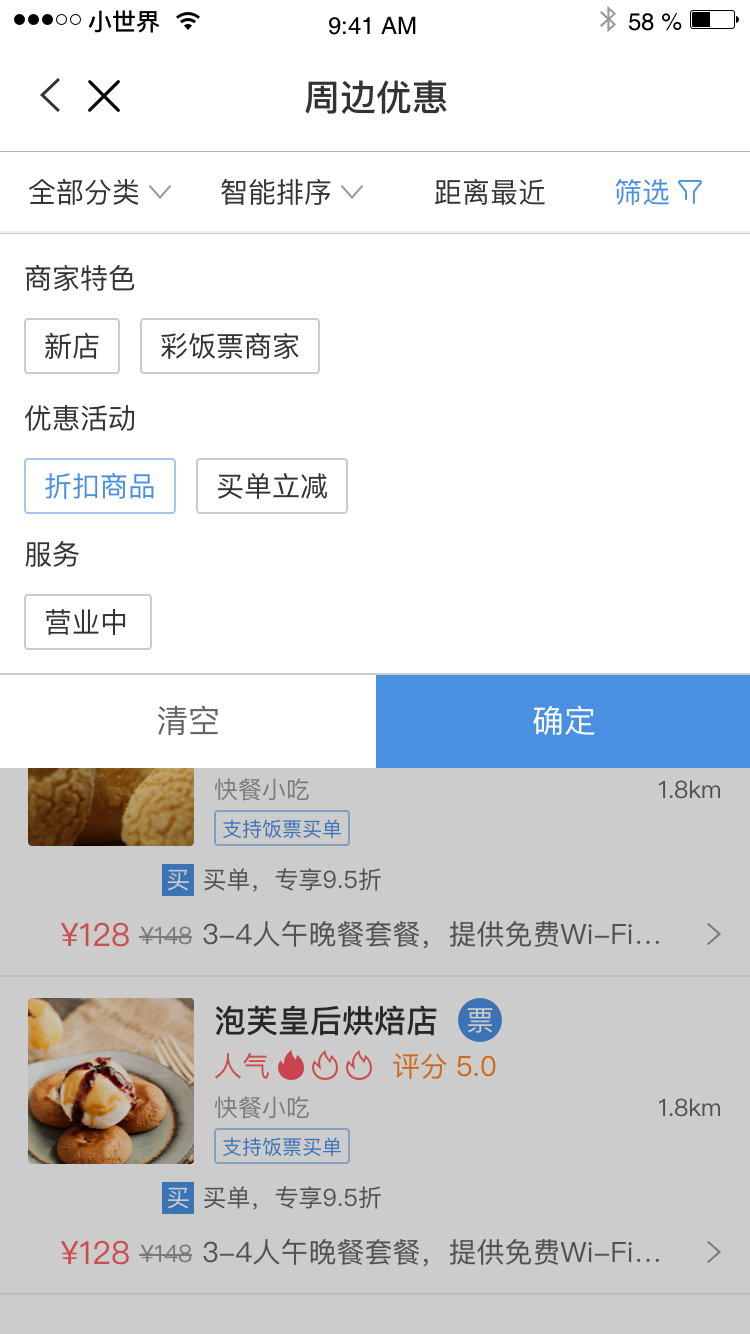 小世界 9:41 AM 58 %
周边优惠
全部分类 智能排序 距离最近 筛选
商家特色
新店 彩饭票商家
优惠活动
折扣商品 买单立减
服务
营业中
清空 确定
快餐小吃 1.8km
支持饭票买单
买 买单，专享9.5折
¥128 ¥148 3-4人午晚餐套餐，提供免费Wi-Fi...
泡芙皇后烘焙店 票
人气 评分 5.0
快餐小吃 1.8km
支持饭票买单
买 买单，专享9.5折
¥128 ¥148 3-4人午晚餐套餐，提供免费Wi-Fi...